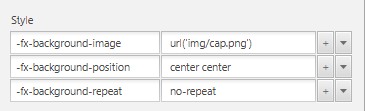 Style
-fx-background-image url('img/cap.png') +
-fx-background-position center center +
-fx-background-repeat no-repeat +